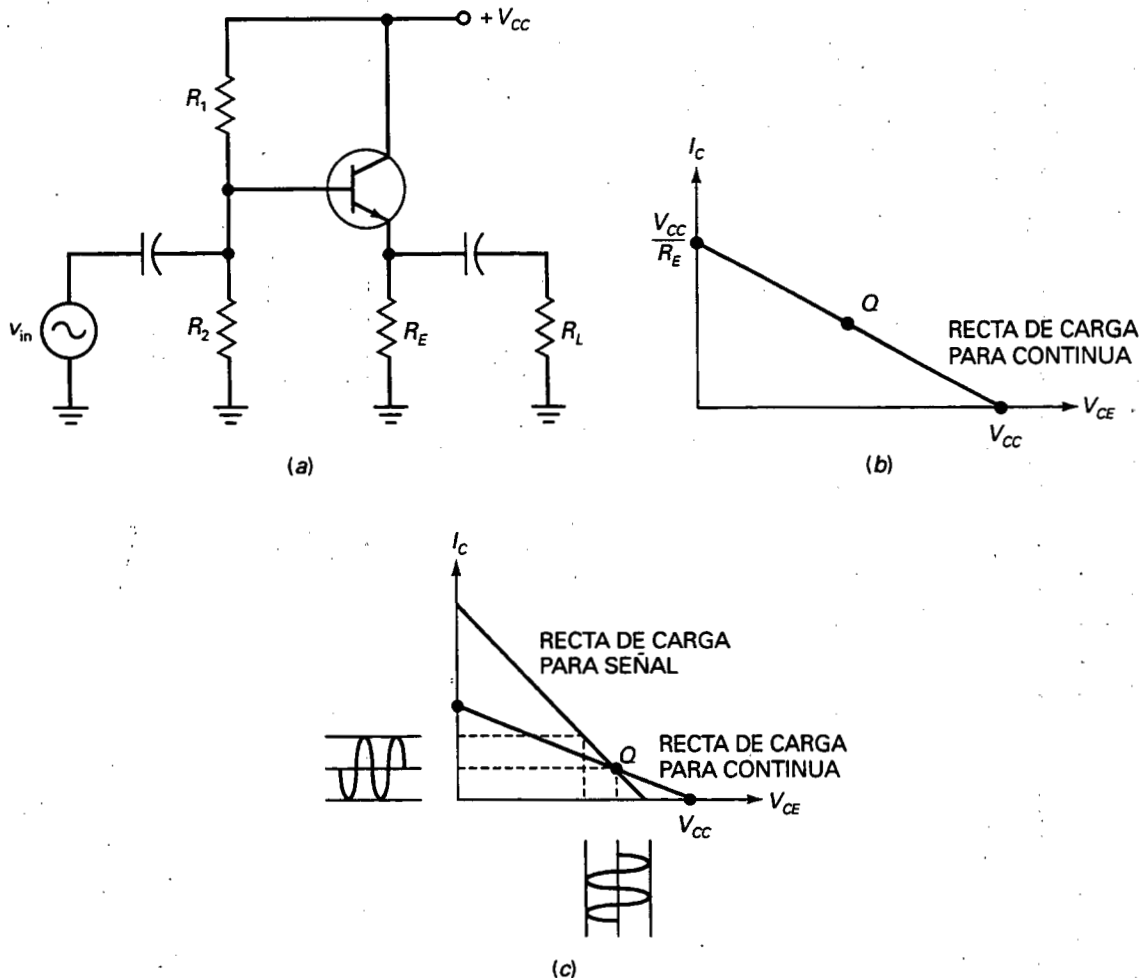 + V_CC
R_1
v_in
R_2
R_E
R_L
(a)
I_C
V_CC
R_E
Q
RECTA DE CARGA
PARA CONTINUA
V_CE
V_CC
(b)
I_C
RECTA DE CARGA
PARA SEÑAL
Q
RECTA DE CARGA
PARA CONTINUA
V_CE
V_CC
(c)